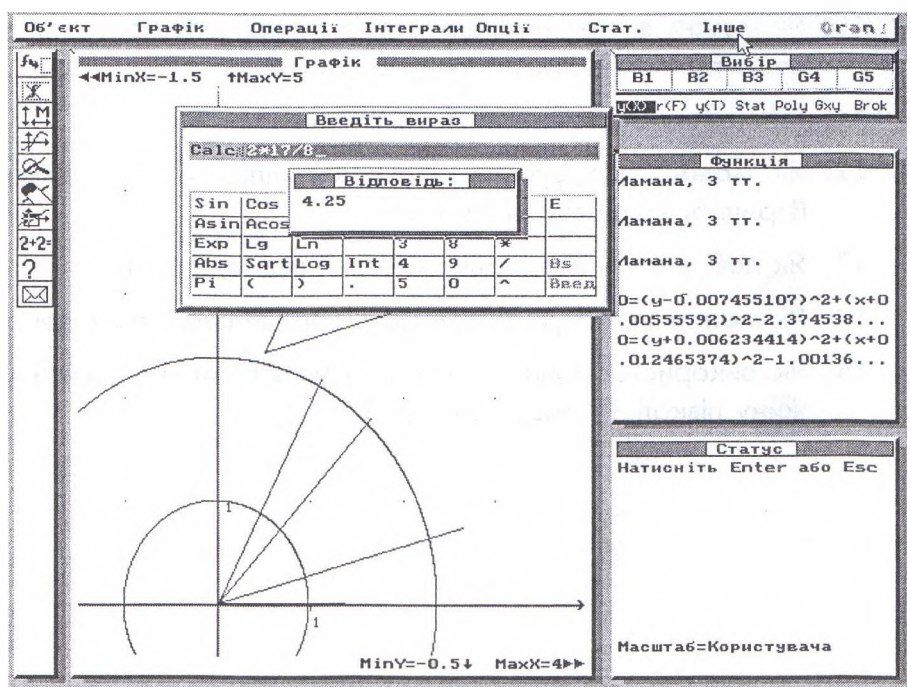 Об'єкт Графік Операції Інтеграли Опції Стат. Інше Gran1
Графік
◄◄MinX=-1.5 ↑MaxY=5
Вибір
B1 B2 B3 G4 G5
y(X) r(F) y(T) Stat Poly Gxy Brok
Введіть вираз
Calc:2*17/8_
Відповідь:
4.25
Sin Cos E
Asin Acos
Exp Lg Ln 3 8 *
Abs Sqrt Log Int 4 9 / Bs
Pi ( ) . 5 0 ^ Введ
2+2=
?
1
1
MinY=-0.5↓ MaxX=4►►
Функція
Ламана, 3 тт.
Ламана, 3 тт.
Ламана, 3 тт.
0=(y-0.007455107)^2+(x+0
.00555592)^2-2.374538...
0=(y+0.006234414)^2+(x+0
.012465374)^2-1.00136...
Статус
Натисніть Enter або Esc
Масштаб=Користувача